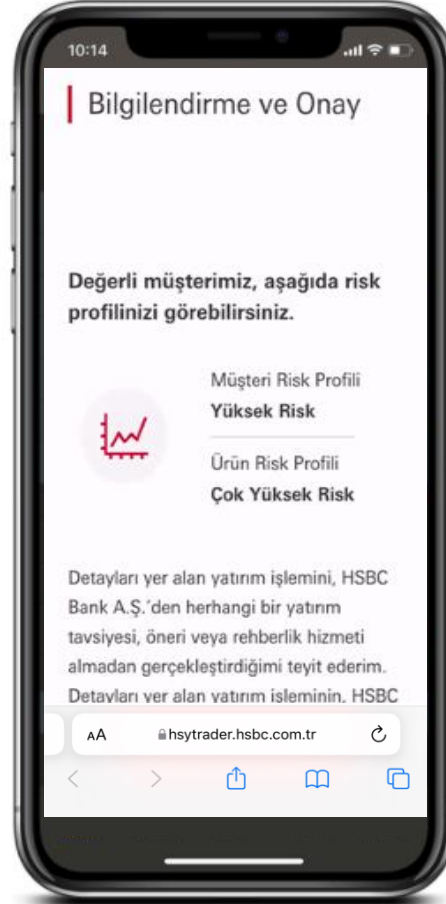 10:14
Bilgilendirme ve Onay
Değerli müşterimiz, aşağıda risk
profilinizi görebilirsiniz.
Müşteri Risk Profili
Yüksek Risk
Ürün Risk Profili
Çok Yüksek Risk
Detayları yer alan yatırım işlemini, HSBC
Bank A.Ş.´den herhangi bir yatırım
tavsiyesi, öneri veya rehberlik hizmeti
almadan gerçekleştirdiğimi teyit ederim.
Detayları yer alan yatırım işleminin, HSBC
AA hsytrader.hsbc.com.tr